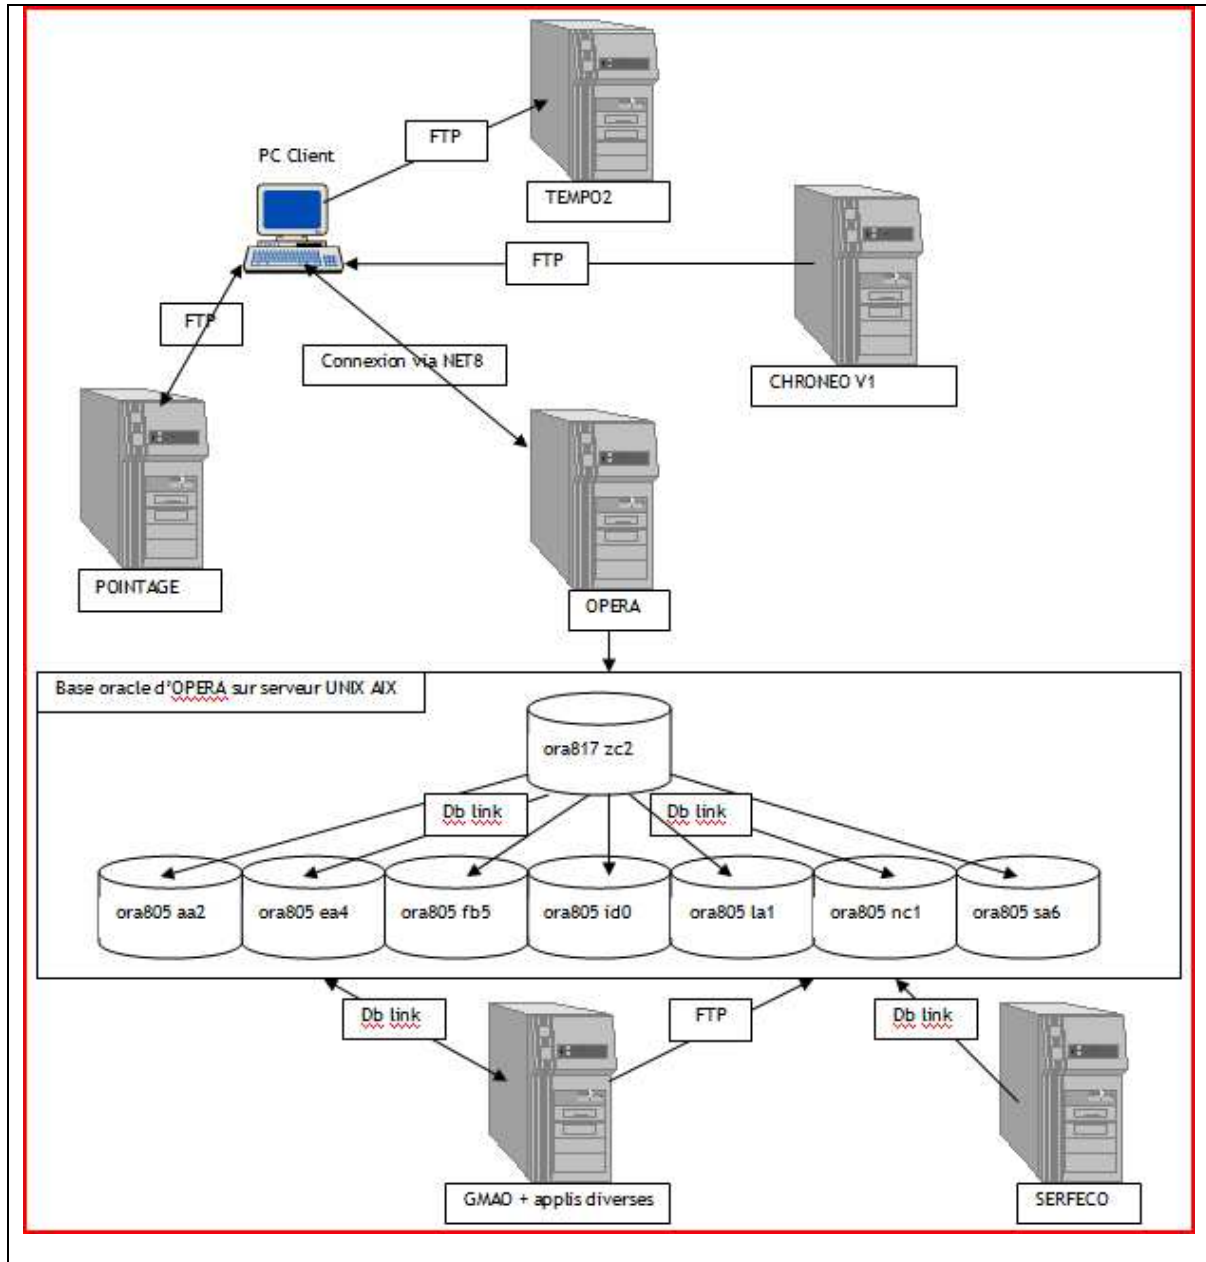 FTP
PC Client
TEMPO2
FTP
FTP
Connexion via NET8
CHRONEO V1
POINTAGE
OPERA
Base oracle d'OPERA sur serveur UNIX AIX
ora817 zc2
Db link
Db link
ora805 aa2
ora805 ea4
ora805 fb5
ora805 id0
ora805 la1
ora805 nc1
ora805 sa6
Db link
FTP
Db link
GMAO + applis diverses
SERFECO